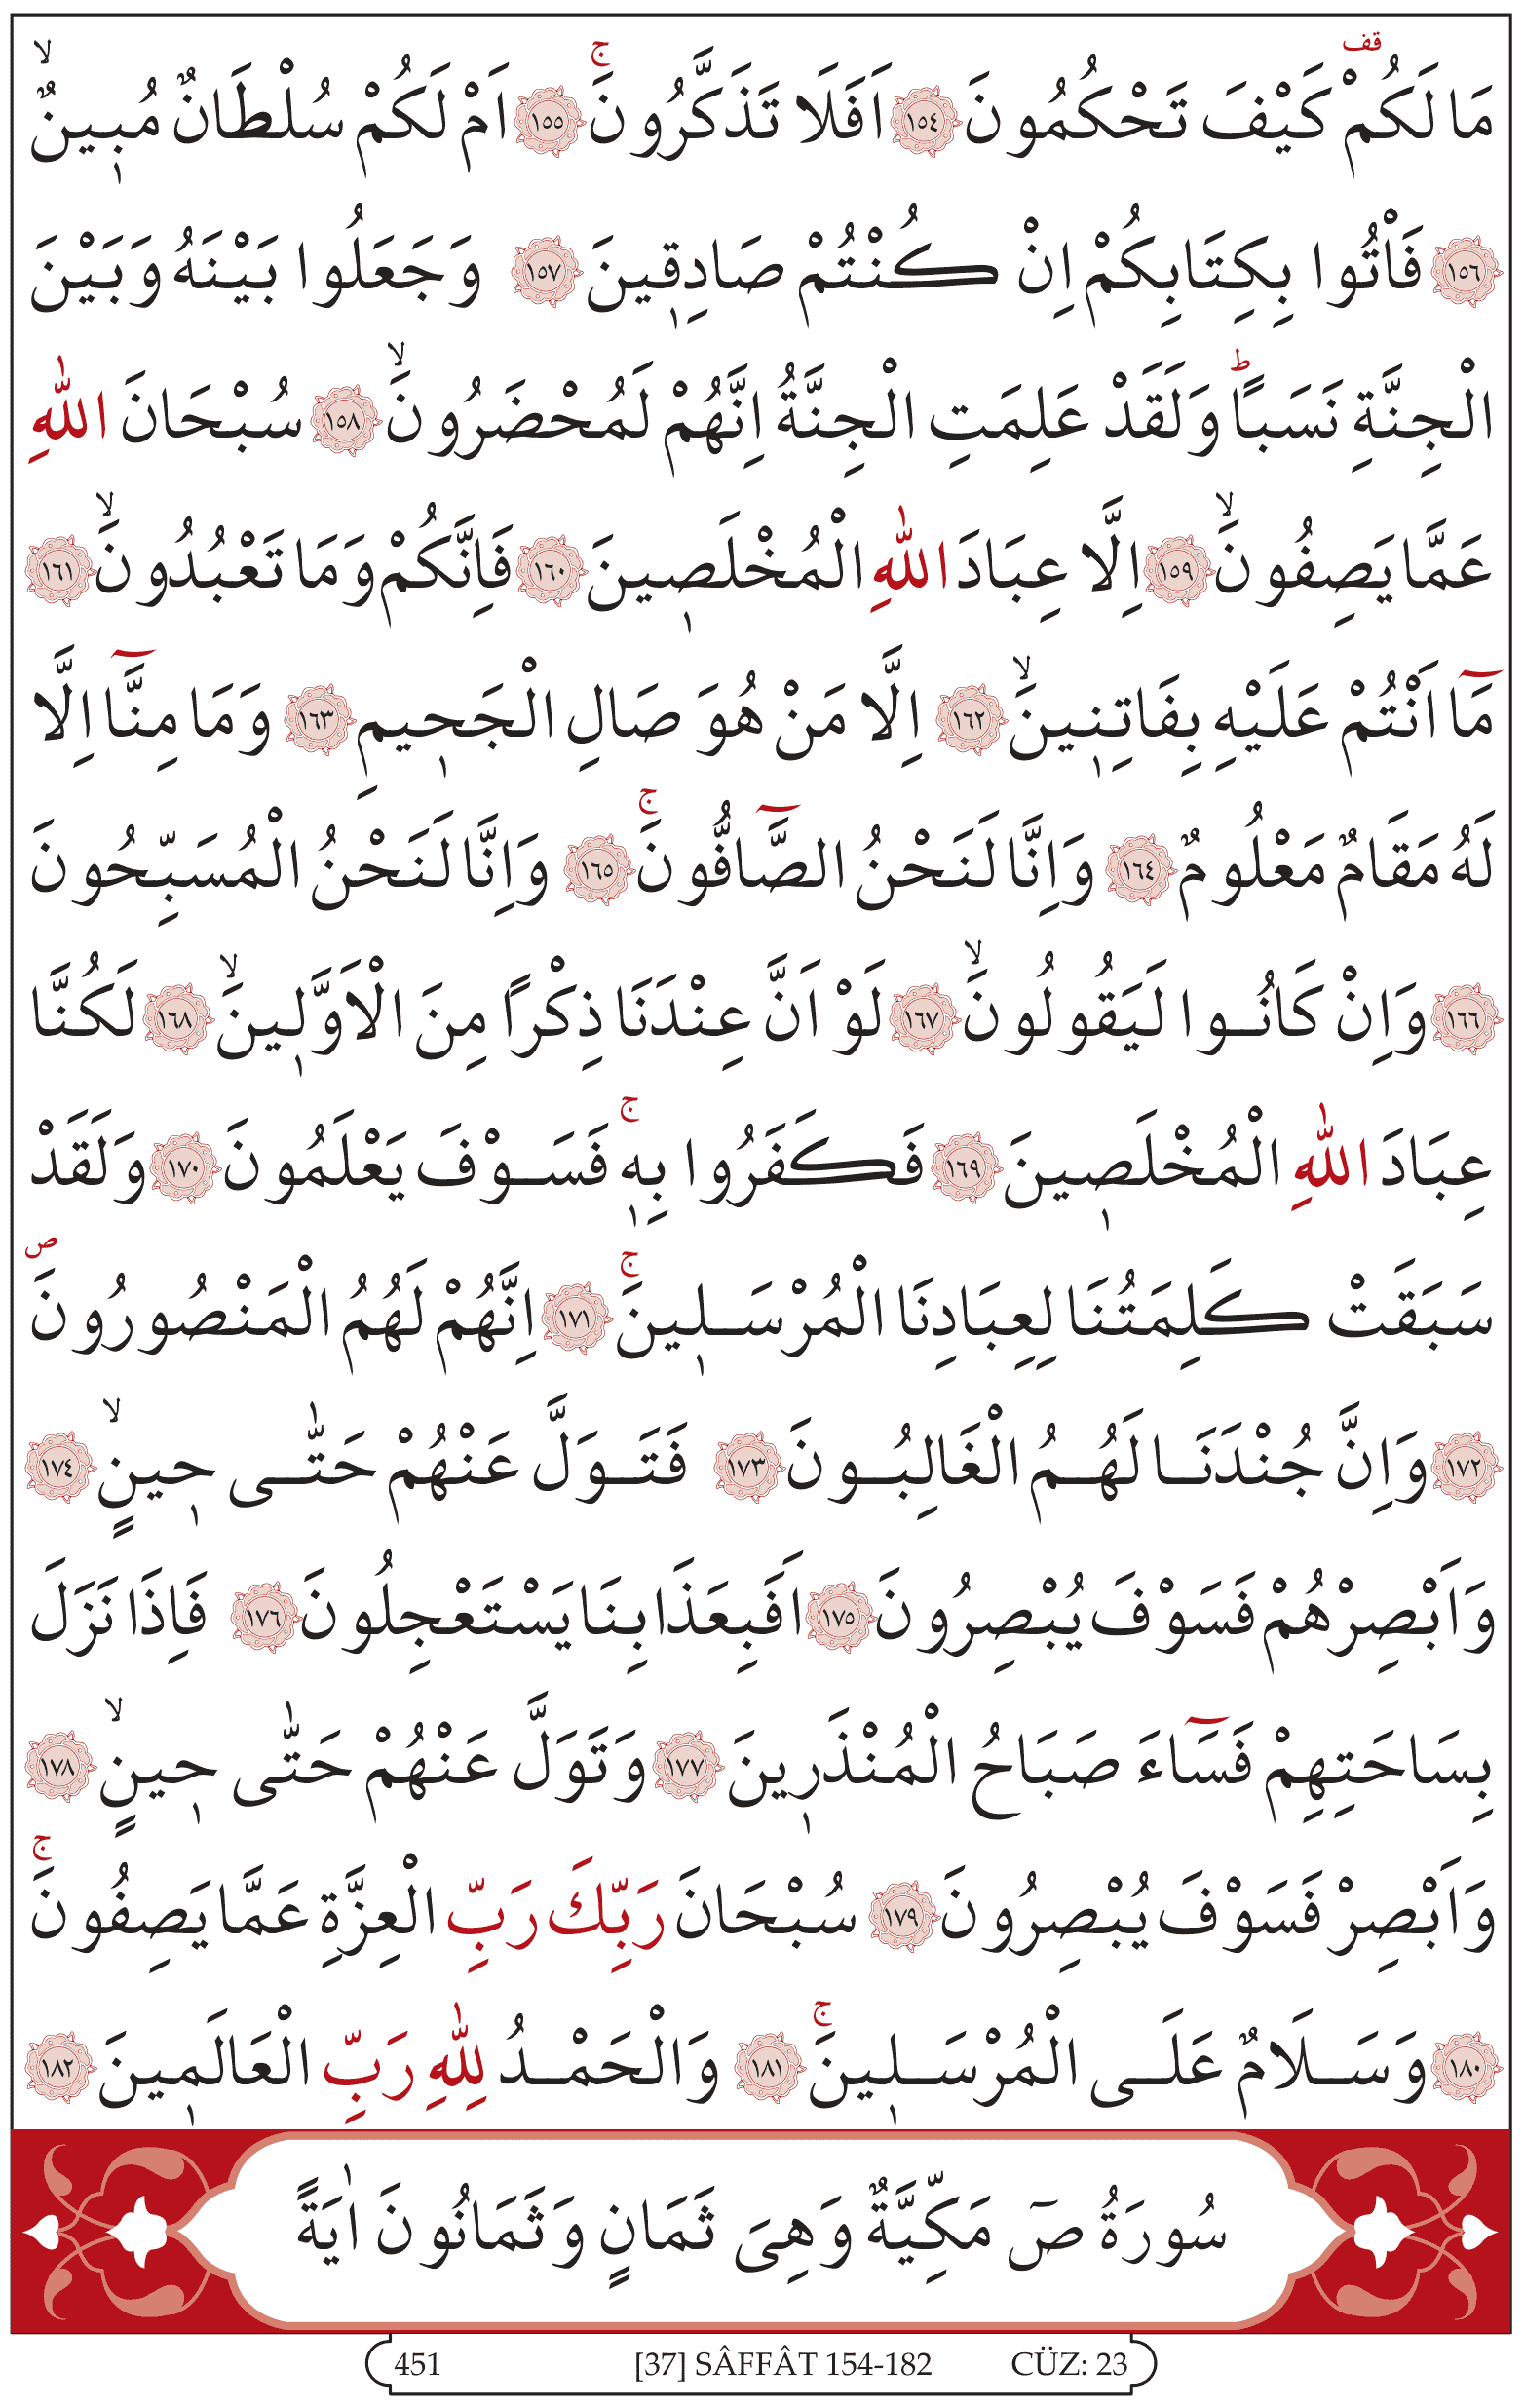 مَا لَكُمْ۠ كَيْفَ تَحْكُمُونَ ﴿١٥٤﴾ اَفَلَا تَذَكَّرُونَۚ ﴿١٥٥﴾ اَمْ لَكُمْ سُلْطَانٌ مُب۪ينٌۙ
﴿١٥٦﴾ فَأْتُوا بِكِتَابِكُمْ اِنْ كُنْتُمْ صَادِق۪ينَ ﴿١٥٧﴾ وَجَعَلُوا بَيْنَهُ وَبَيْنَ
الْجِنَّةِ نَسَباًۜ وَلَقَدْ عَلِمَتِ الْجِنَّةُ اِنَّهُمْ لَمُحْضَرُونَۙ ﴿١٥٨﴾ سُبْحَانَ اللّٰهِ
عَمَّا يَصِفُونَۙ ﴿١٥٩﴾ اِلَّا عِبَادَ اللّٰهِ الْمُخْلَص۪ينَ ﴿١٦٠﴾ فَاِنَّكُمْ وَمَا تَعْبُدُونَۙ ﴿١٦١﴾
مَٓا اَنْتُمْ عَلَيْهِ بِفَاتِن۪ينَۙ ﴿١٦٢﴾ اِلَّا مَنْ هُوَ صَالِ الْجَح۪يمِ ﴿١٦٣﴾ وَمَا مِنَّٓا اِلَّا
لَهُ مَقَامٌ مَعْلُومٌ ﴿١٦٤﴾ وَاِنَّا لَنَحْنُ الصَّٓافُّونَۚ ﴿١٦٥﴾ وَاِنَّا لَنَحْنُ الْمُسَبِّحُونَ
﴿١٦٦﴾ وَاِنْ كَانُوا لَيَقُولُونَۙ ﴿١٦٧﴾ لَوْ اَنَّ عِنْدَنَا ذِكْراً مِنَ الْاَوَّل۪ينَۙ ﴿١٦٨﴾ لَكُنَّا
عِبَادَ اللّٰهِ الْمُخْلَص۪ينَ ﴿١٦٩﴾ فَكَفَرُوا بِه۪ۚ فَسَوْفَ يَعْلَمُونَ ﴿١٧٠﴾ وَلَقَدْ
سَبَقَتْ كَلِمَتُنَا لِعِبَادِنَا الْمُرْسَل۪ينَۚ ﴿١٧١﴾ اِنَّهُمْ لَهُمُ الْمَنْصُورُونَۖ
﴿١٧٢﴾ وَاِنَّ جُنْدَنَا لَهُمُ الْغَالِبُونَ ﴿١٧٣﴾ فَتَوَلَّ عَنْهُمْ حَتّٰى ح۪ينٍۙ ﴿١٧٤﴾
وَاَبْصِرْهُمْ فَسَوْفَ يُبْصِرُونَ ﴿١٧٥﴾ اَفَبِعَذَابِنَا يَسْتَعْجِلُونَ ﴿١٧٦﴾ فَاِذَا نَزَلَ
بِسَاحَتِهِمْ فَسَٓاءَ صَبَاحُ الْمُنْذَر۪ينَ ﴿١٧٧﴾ وَتَوَلَّ عَنْهُمْ حَتّٰى ح۪ينٍۙ ﴿١٧٨﴾
وَاَبْصِرْ فَسَوْفَ يُبْصِرُونَ ﴿١٧٩﴾ سُبْحَانَ رَبِّكَ رَبِّ الْعِزَّةِ عَمَّا يَصِفُونَۚ
﴿١٨٠﴾ وَسَلَامٌ عَلَى الْمُرْسَل۪ينَۚ ﴿١٨١﴾ وَالْحَمْدُ لِلّٰهِ رَبِّ الْعَالَم۪ينَ ﴿١٨٢﴾
سُورَةُ صٓ مَكِّيَّةٌ وَهِيَ ثَمَانٍ وَثَمَانُونَ اٰيَةً
451 [37] SÂFFÂT 154-182 CÜZ: 23